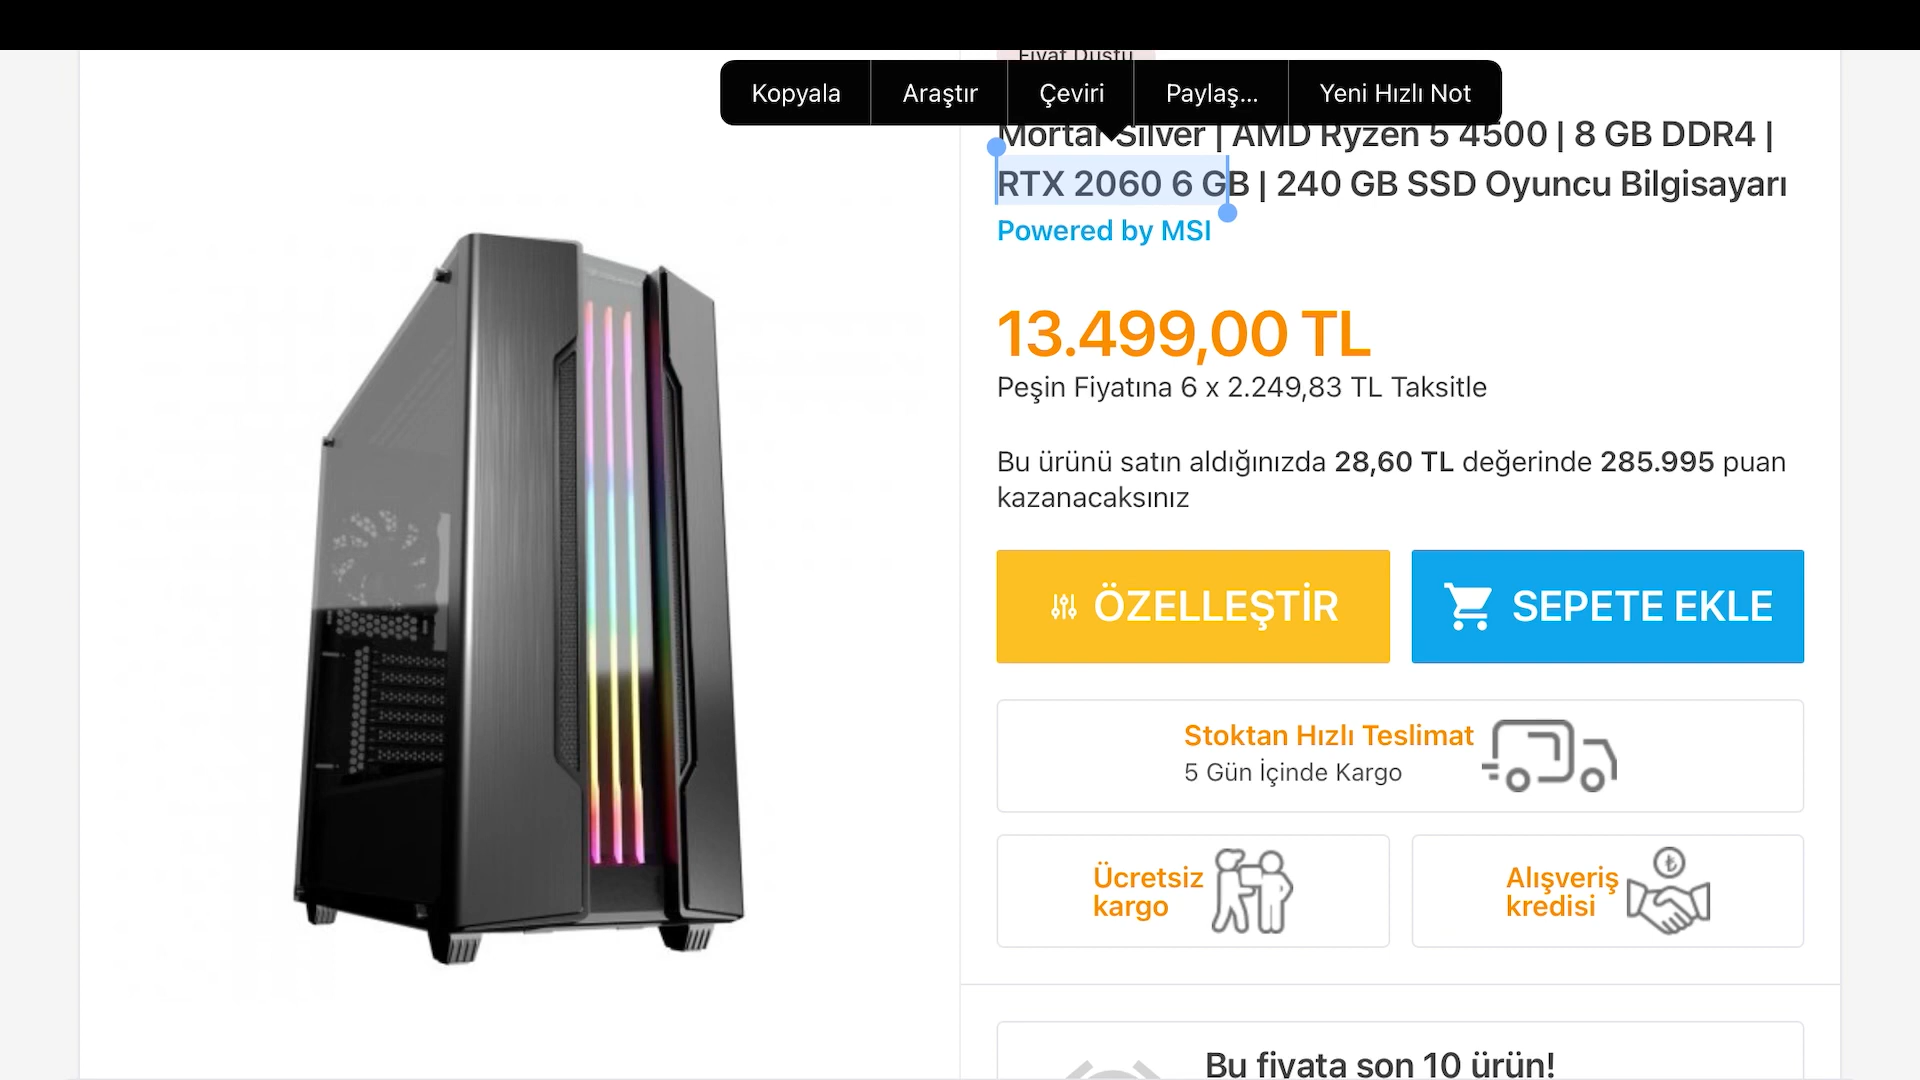 Fiyat Düştü
Kopyala
Araştır
Çeviri
Paylaş...
Yeni Hızlı Not
Mortal Silver | AMD Ryzen 5 4500 | 8 GB DDR4 |
RTX 2060 6 GB | 240 GB SSD Oyuncu Bilgisayarı
Powered by MSI
13.499,00 TL
Peşin Fiyatına 6 x 2.249,83 TL Taksitle
Bu ürünü satın aldığınızda 28,60 TL değerinde 285.995 puan
kazanacaksınız
ÖZELLEŞTİR
SEPETE EKLE
Stoktan Hızlı Teslimat
5 Gün İçinde Kargo
Ücretsiz
kargo
Alışveriş
kredisi
Bu fiyata son 10 ürün!